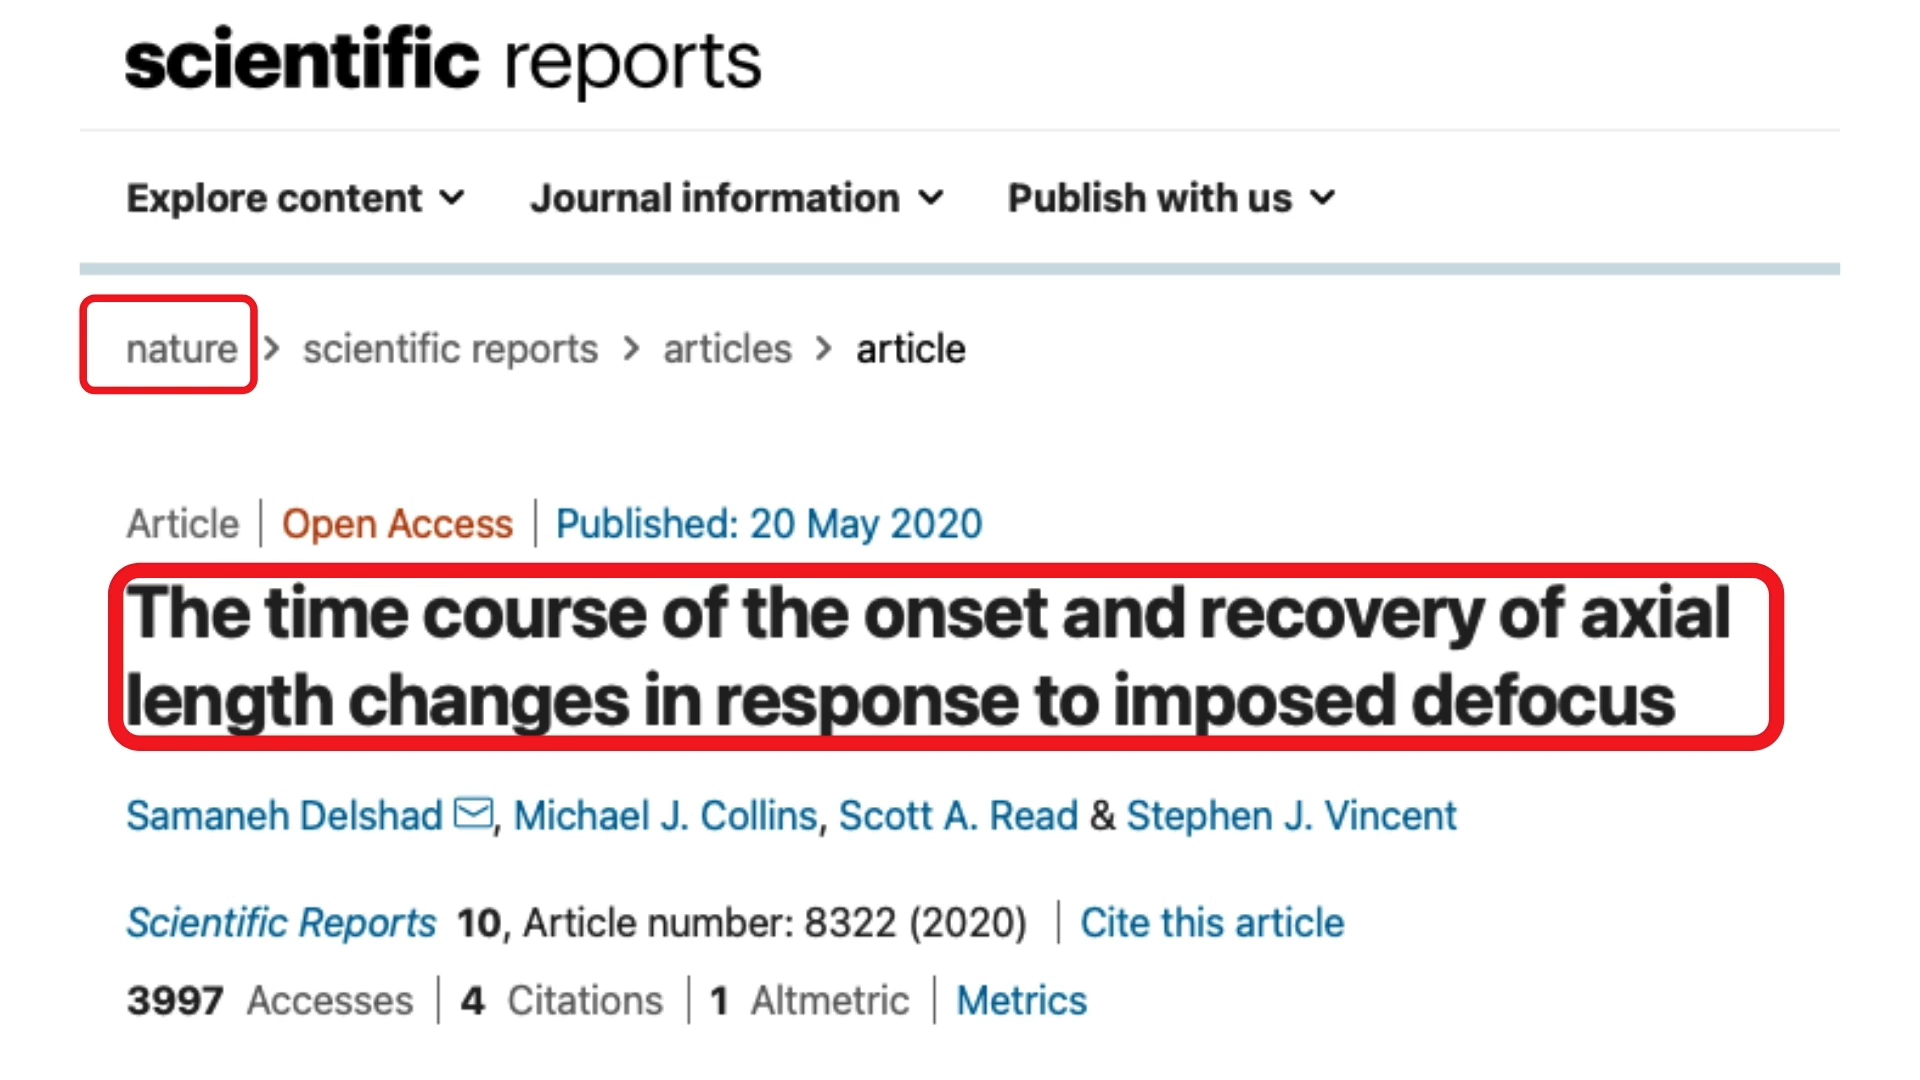 scientific reports
Explore content Journal information Publish with us
nature > scientific reports > articles > article
Article | Open Access | Published: 20 May 2020
The time course of the onset and recovery of axial
length changes in response to imposed defocus
Samaneh Delshad, Michael J. Collins, Scott A. Read & Stephen J. Vincent
Scientific Reports 10, Article number: 8322 (2020) | Cite this article
3997 Accesses | 4 Citations | 1 Altmetric | Metrics